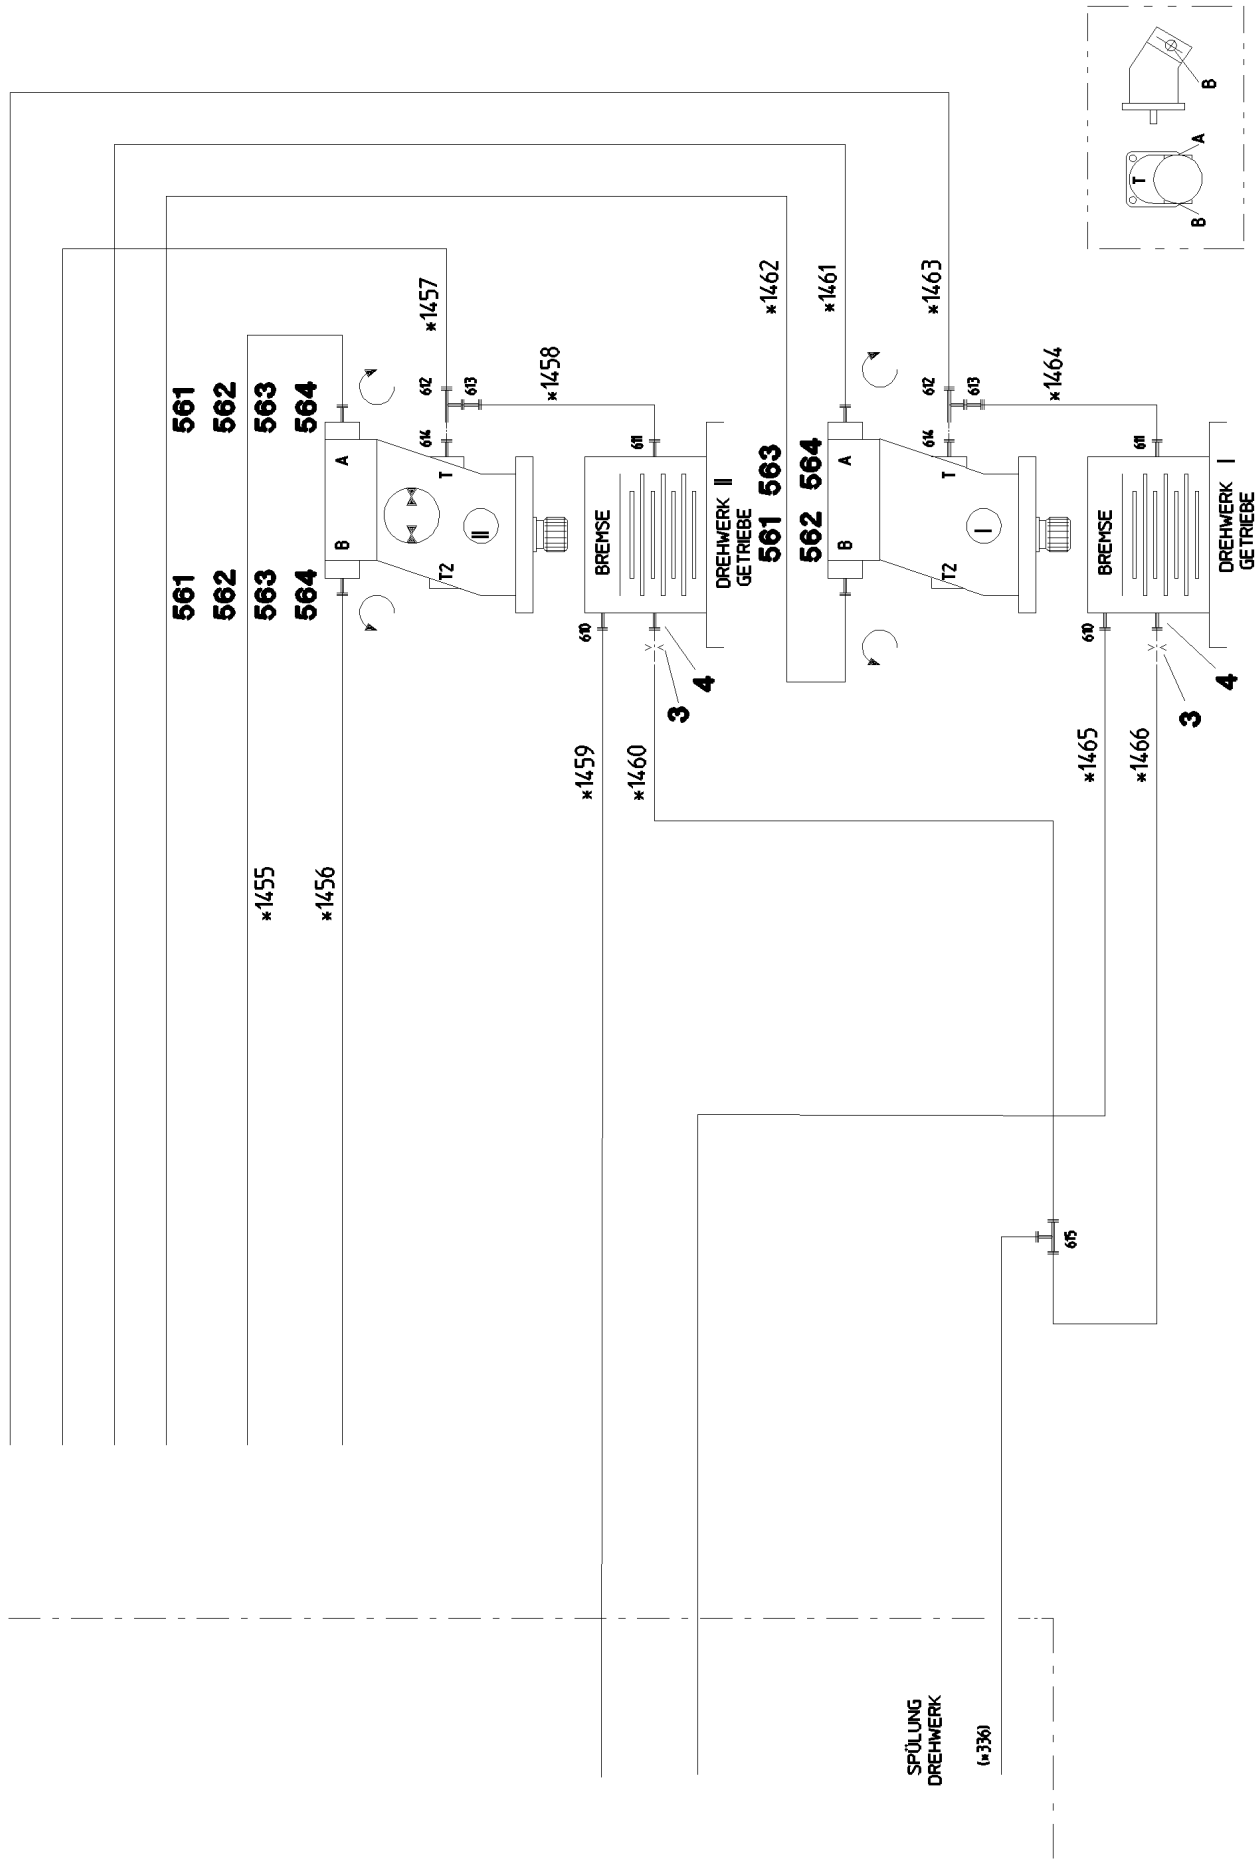 B
A
T
B
*1457
*1462
*1461
*1463
561
562
563
564
612
613
*1458
612
613
*1464
614
611
614
611
A
T
A
T
II
561 563
562 564
I
B
T2
BREMSE
DREHWERK II
GETRIEBE
B
T2
BREMSE
DREHWERK I
GETRIEBE
561
562
563
564
610
3
4
610
3
4
*1459
*1460
*1465
*1466
*1455
*1456
615
SPÜLUNG
DREHWERK
(*336)